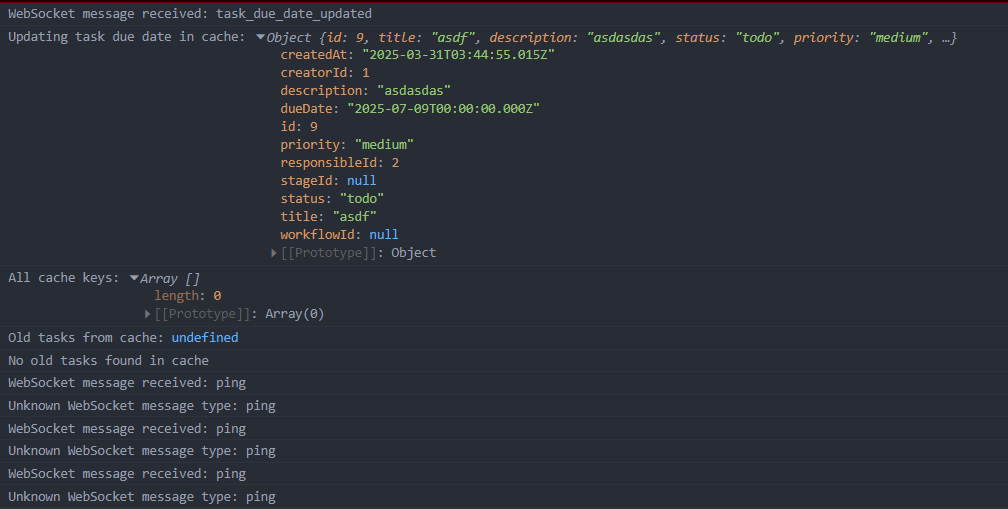 WebSocket message received: task_due_date_updated
Updating task due date in cache: ▼Object {id: 9, title: "asdf", description: "asdasdas", status: "todo", priority: "medium", …}
createdAt: "2025-03-31T03:44:55.015Z"
creatorId: 1
description: "asdasdas"
dueDate: "2025-07-09T00:00:00.000Z"
id: 9
priority: "medium"
responsibleId: 2
stageId: null
status: "todo"
title: "asdf"
workflowId: null
▶[[Prototype]]: Object
All cache keys: ▼Array []
length: 0
▶[[Prototype]]: Array(0)
Old tasks from cache: undefined
No old tasks found in cache
WebSocket message received: ping
Unknown WebSocket message type: ping
WebSocket message received: ping
Unknown WebSocket message type: ping
WebSocket message received: ping
Unknown WebSocket message type: ping